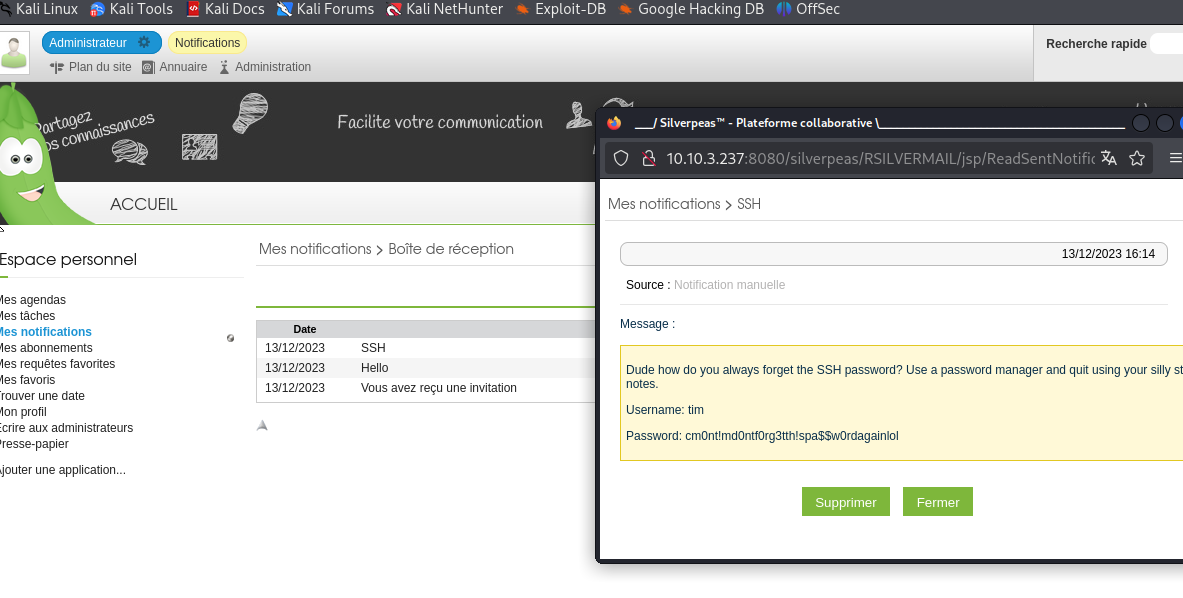 Kali Linux Kali Tools Kali Docs Kali Forums Kali NetHunter Exploit-DB Google Hacking DB OffSec
Administrateur Notifications
Plan du site Annuaire Administration
Recherche rapide
Partagez
os connaissances
Facilite votre communication
ACCUEIL
Espace personnel
Mes agendas
Mes tâches
Mes notifications
Mes abonnements
Mes requêtes favorites
Mes favoris
Trouver une date
Mon profil
Ecrire aux administrateurs
Presse-papier
Ajouter une application...
Mes notifications > Boîte de réception
Date
13/12/2023 SSH
13/12/2023 Hello
13/12/2023 Vous avez reçu une invitation
___/ Silverpeas™ - Plateforme collaborative \________________________________________
10.10.3.237:8080/silverpeas/RSILVERMAIL/jsp/ReadSentNotific
Mes notifications > SSH
13/12/2023 16:14
Source : Notification manuelle
Message :
Dude how do you always forget the SSH password? Use a password manager and quit using your silly st
notes.
Username: tim
Password: cm0nt!md0ntf0rg3tth!spa$$w0rdagainlol
Supprimer Fermer